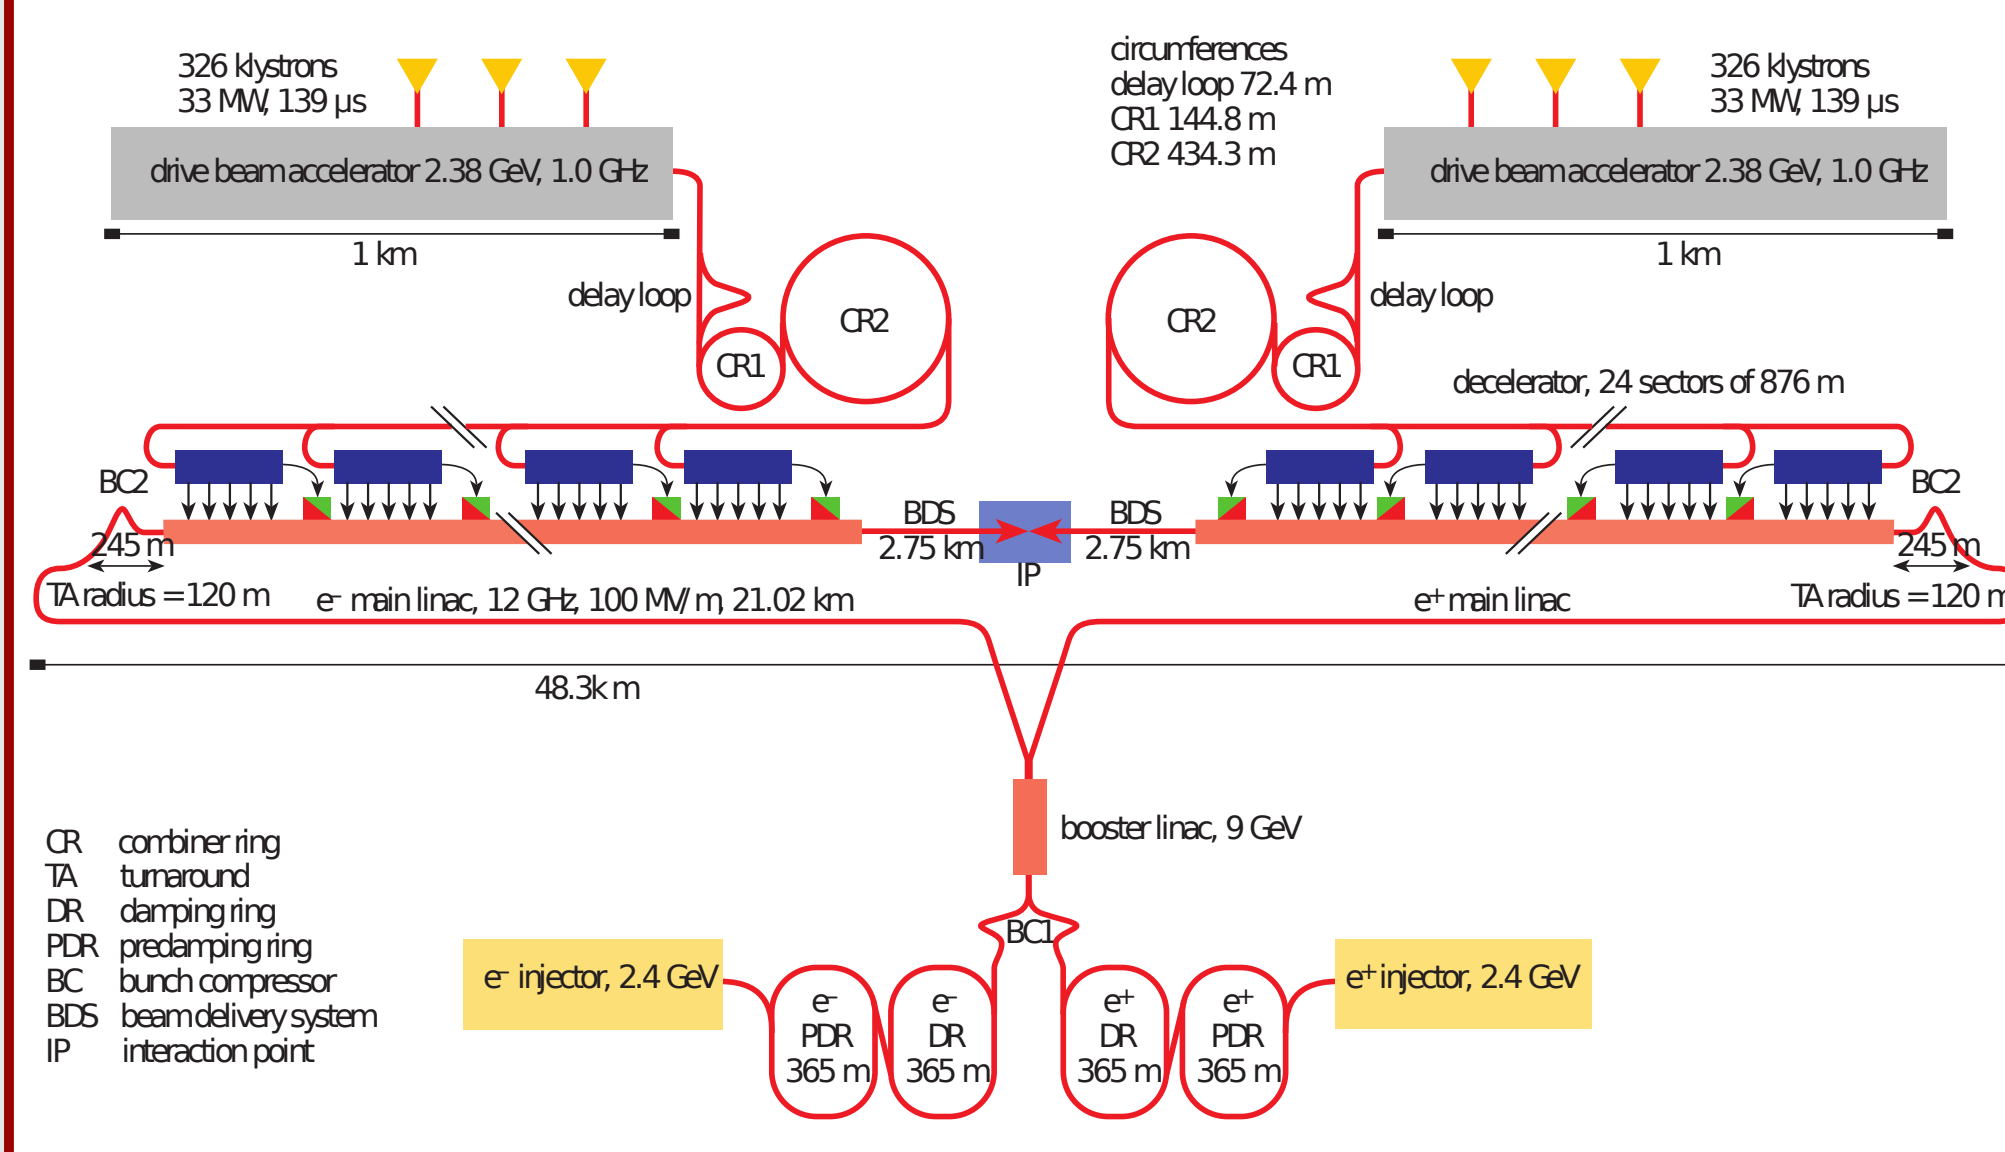 326 klystrons
33 MW, 139 μs
circumferences
delay loop 72.4 m
CR1 144.8 m
CR2 434.3 m
326 klystrons
33 MW, 139 μs
drive beam accelerator 2.38 GeV, 1.0 GHz
drive beam accelerator 2.38 GeV, 1.0 GHz
1 km
1 km
delay loop
CR2
CR1
CR2
CR1
delay loop
decelerator, 24 sectors of 876 m
BC2
BC2
245 m
BDS
2.75 km
IP
BDS
2.75 km
245 m
TA radius = 120 m
e– main linac, 12 GHz, 100 MV/m, 21.02 km
e+ main linac
TA radius = 120 m
48.3k m
booster linac, 9 GeV
CR combiner ring
TA turnaround
DR damping ring
PDR predamping ring
BC bunch compressor
BDS beam delivery system
IP interaction point
BC1
e– injector, 2.4 GeV
e–
PDR
365 m
e–
DR
365 m
e+
DR
365 m
e+
PDR
365 m
e+ injector, 2.4 GeV